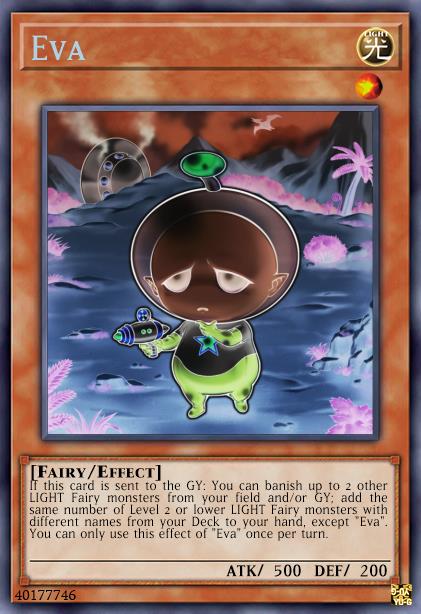 Eva
LIGHT
光
[Fairy/Effect]
If this card is sent to the GY: You can banish up to 2 other
LIGHT Fairy monsters from your field and/or GY; add the
same number of Level 2 or lower LIGHT Fairy monsters with
different names from your Deck to your hand, except "Eva".
You can only use this effect of "Eva" once per turn.
ATK/ 500 DEF/ 200
40177746